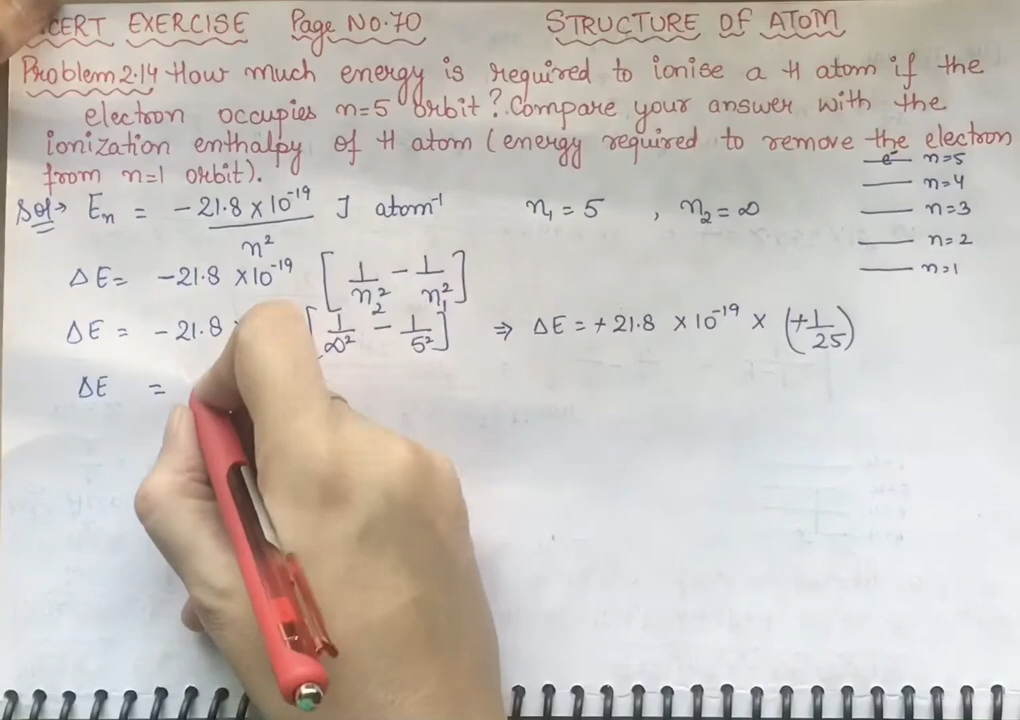 CERT EXERCISE Page No.70 STRUCTURE OF ATOM
Problem 2.14 How much energy is required to ionise a H atom if the
electron occupies n=5 orbit? Compare your answer with the
ionization enthalpy of H atom (energy required to remove the electron
from n=1 orbit).
e⁻ n=5
n=4
n=3
n=2
n=1
Sol→ Eₙ = -21.8 × 10⁻¹⁹ / n² J atom⁻¹ n₁ = 5 , n₂ = ∞
ΔE = -21.8 × 10⁻¹⁹ [1/n₂² - 1/n₁²]
ΔE = -21.8 [1/∞² - 1/5²] ⇒ ΔE = +21.8 × 10⁻¹⁹ × (+1/25)
ΔE =